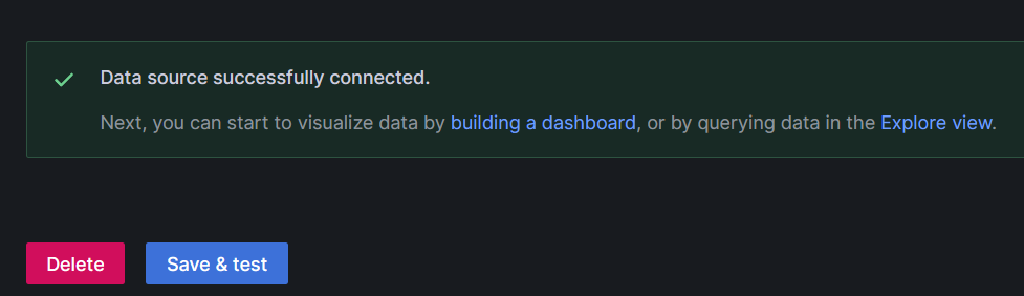 Data source successfully connected.
Next, you can start to visualize data by building a dashboard, or by querying data in the Explore view.
Delete
Save & test